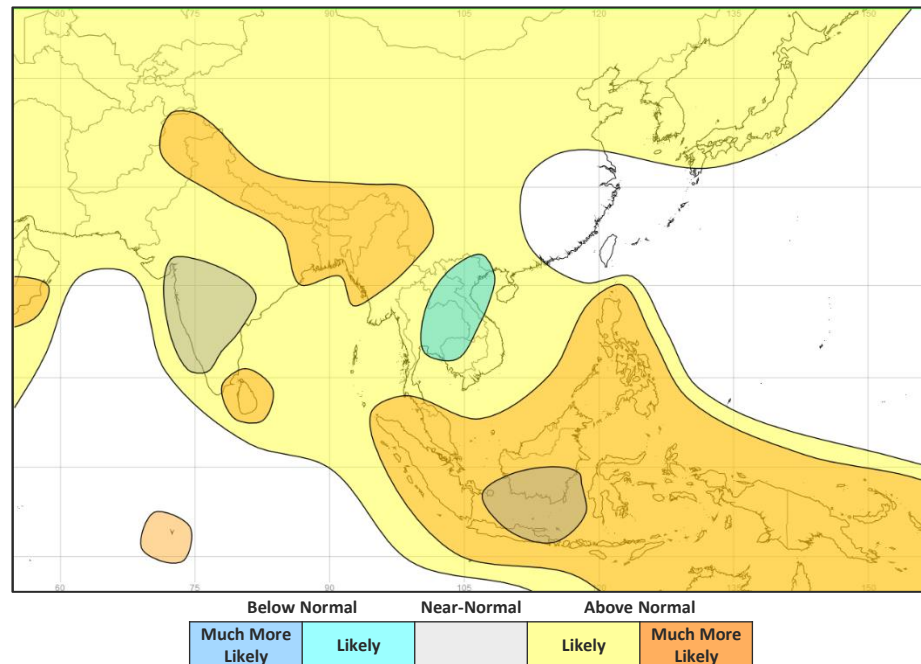 60 75 90 105 120 135 150
60 75 90 105 120 135 150
Below Normal Near-Normal Above Normal
Much More Likely Likely Much More
Likely Likely